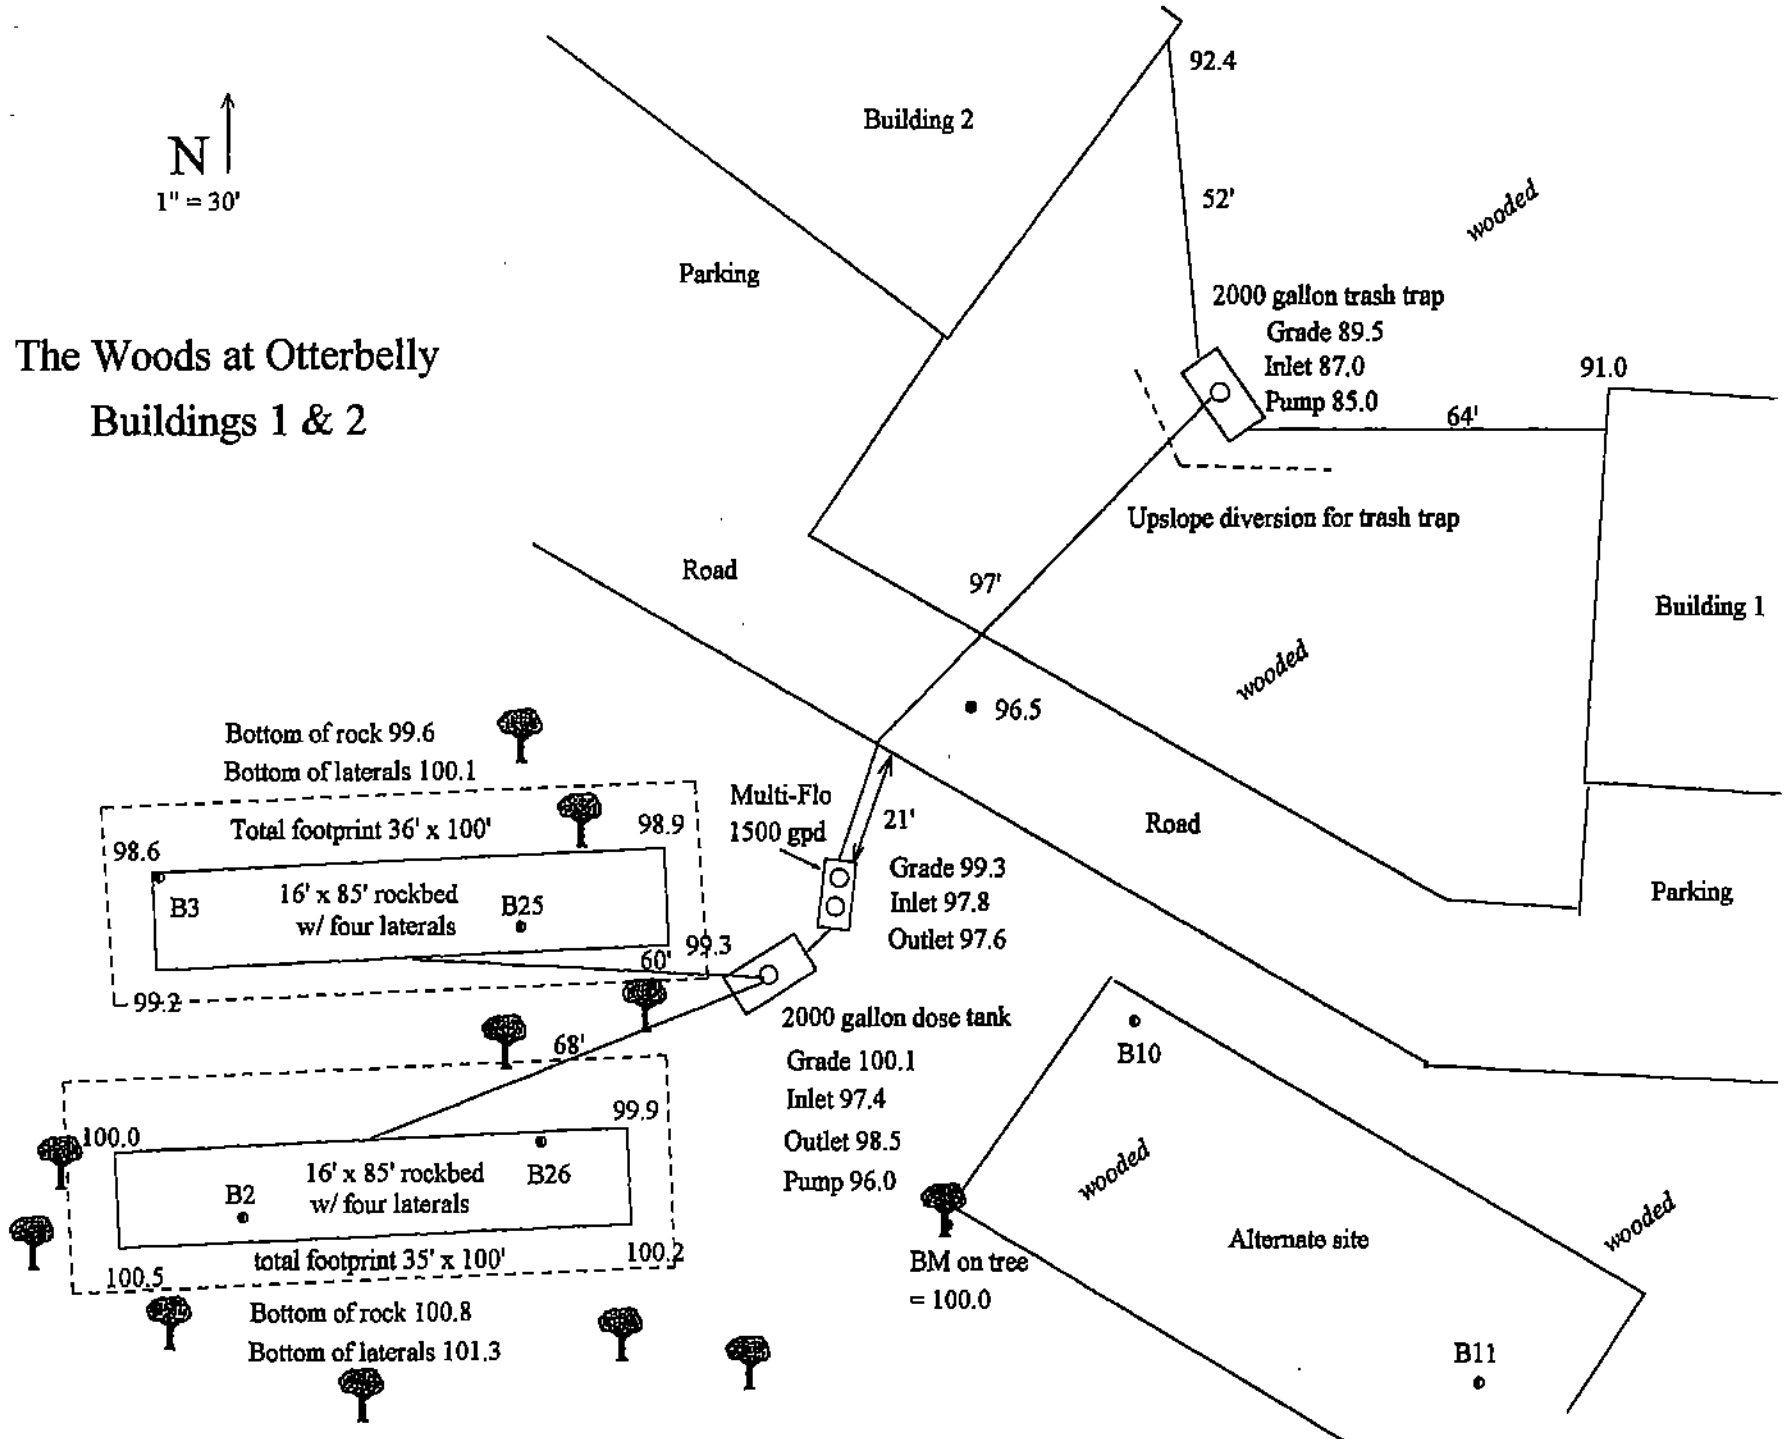 92.4
Building 2
N
1" = 30'
52'
wooded
Parking
2000 gallon trash trap
Grade 89.5
Inlet 87.0
Pump 85.0
The Woods at Otterbelly
Buildings 1 & 2
91.0
64'
Upslope diversion for trash trap
Road
97'
Building 1
wooded
96.5
Bottom of rock 99.6
Bottom of laterals 100.1
Multi-Flo
1500 gpd
21'
Road
Total footprint 36' x 100'
98.9
98.6
Grade 99.3
Inlet 97.8
Outlet 97.6
16' x 85' rockbed
w/ four laterals
B3
B25
Parking
99.3
60'
99.2
2000 gallon dose tank
Grade 100.1
Inlet 97.4
Outlet 98.5
Pump 96.0
B10
68'
99.9
100.0
16' x 85' rockbed
w/ four laterals
B26
B2
wooded
wooded
Alternate site
total footprint 35' x 100'
100.2
100.5
BM on tree
= 100.0
Bottom of rock 100.8
Bottom of laterals 101.3
B11